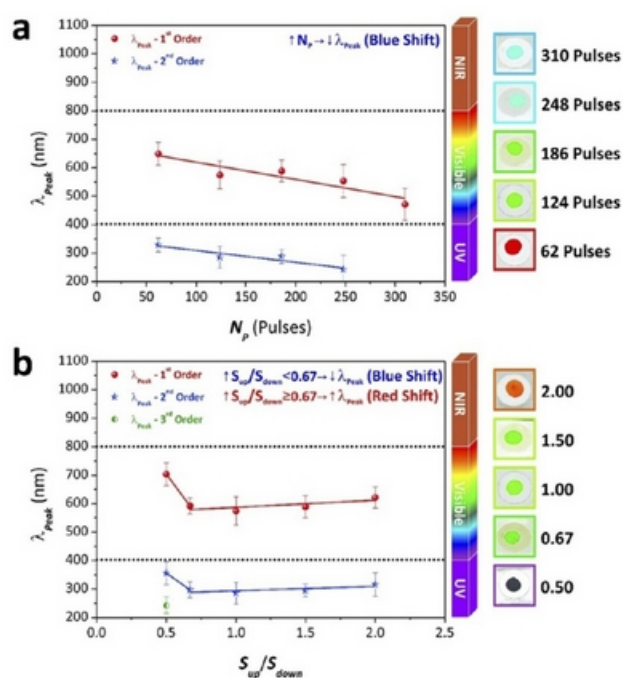 a
1100
1000
900
800
700
600
500
400
300
200
λPeak (nm)
λPeak - 1st Order
λPeak - 2nd Order
↑NP→↓λPeak (Blue Shift)
0 50 100 150 200 250 300 350
NP (Pulses)
NIR
Visible
UV
310 Pulses
248 Pulses
186 Pulses
124 Pulses
62 Pulses
b
1100
1000
900
800
700
600
500
400
300
200
λPeak (nm)
λPeak - 1st Order
λPeak - 2nd Order
λPeak - 3rd Order
↑Sup/Sdown<0.67→↓λPeak (Blue Shift)
↑Sup/Sdown≥0.67→↑λPeak (Red Shift)
0.0 0.5 1.0 1.5 2.0
Sup/Sdown
NIR
Visible
UV
2.00
1.50
1.00
0.67
0.50